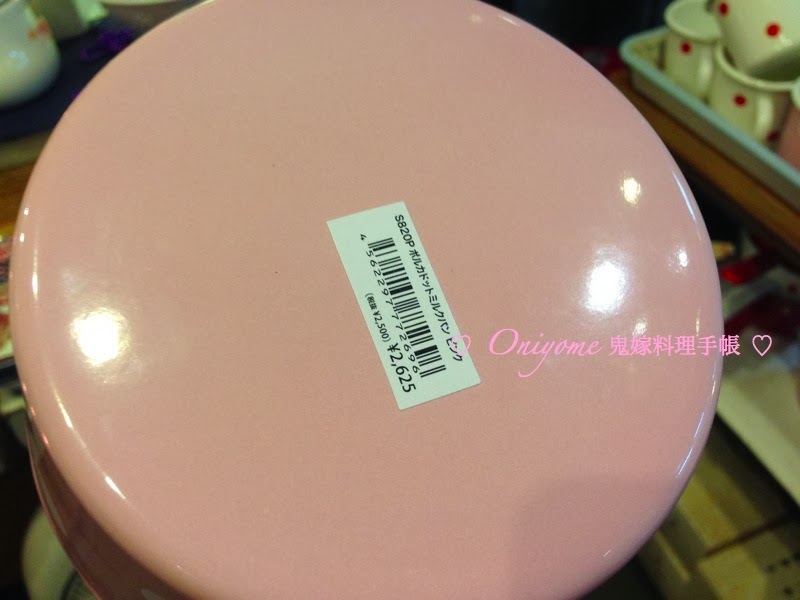 S820P ポルカドットミルクパン ピンク
4 562297 772696
(税抜 ¥2,500) ¥2,625
♡ Oniyome 鬼嫁料理手帳 ♡